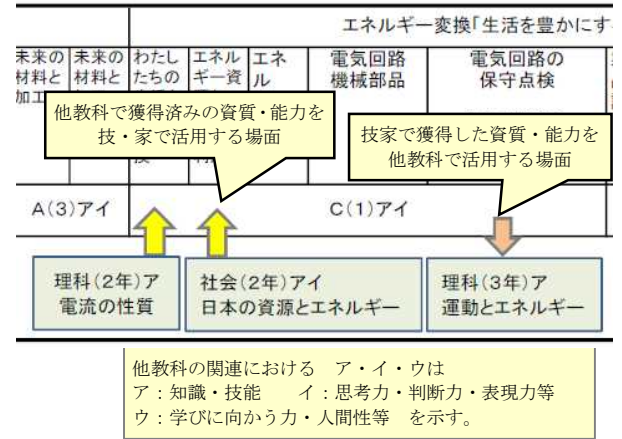 エネルギー変換「生活を豊かにす
未来の 未来の わたし エネル エネ 電気回路 電気回路の
材料と 材料と たちの ギー資 ル 機械部品 保守点検
加工
他教科で獲得済みの資質・能力を
技・家で活用する場面
技家で獲得した資質・能力を
他教科で活用する場面
A(3)アイ C(1)アイ
理科(2年)ア
電流の性質
社会(2年)アイ
日本の資源とエネルギー
理科(3年)ア
運動とエネルギー
他教科の関連における ア・イ・ウは
ア：知識・技能 イ：思考力・判断力・表現力等
ウ：学びに向かう力・人間性等 を示す。